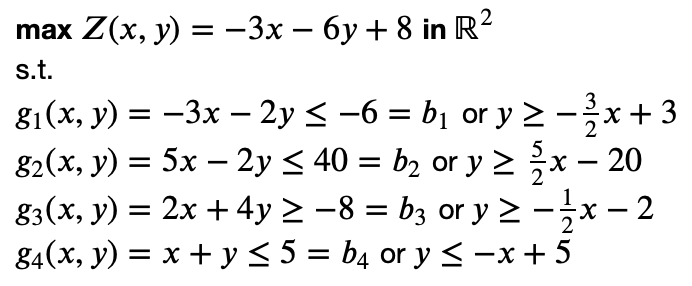 max Z(x, y) = −3x − 6y + 8 in ℝ²
s.t.
g₁(x, y) = −3x − 2y ≤ −6 = b₁ or y ≥ −3/2x + 3
g₂(x, y) = 5x − 2y ≤ 40 = b₂ or y ≥ 5/2x − 20
g₃(x, y) = 2x + 4y ≥ −8 = b₃ or y ≥ −1/2x − 2
g₄(x, y) = x + y ≤ 5 = b₄ or y ≤ −x + 5